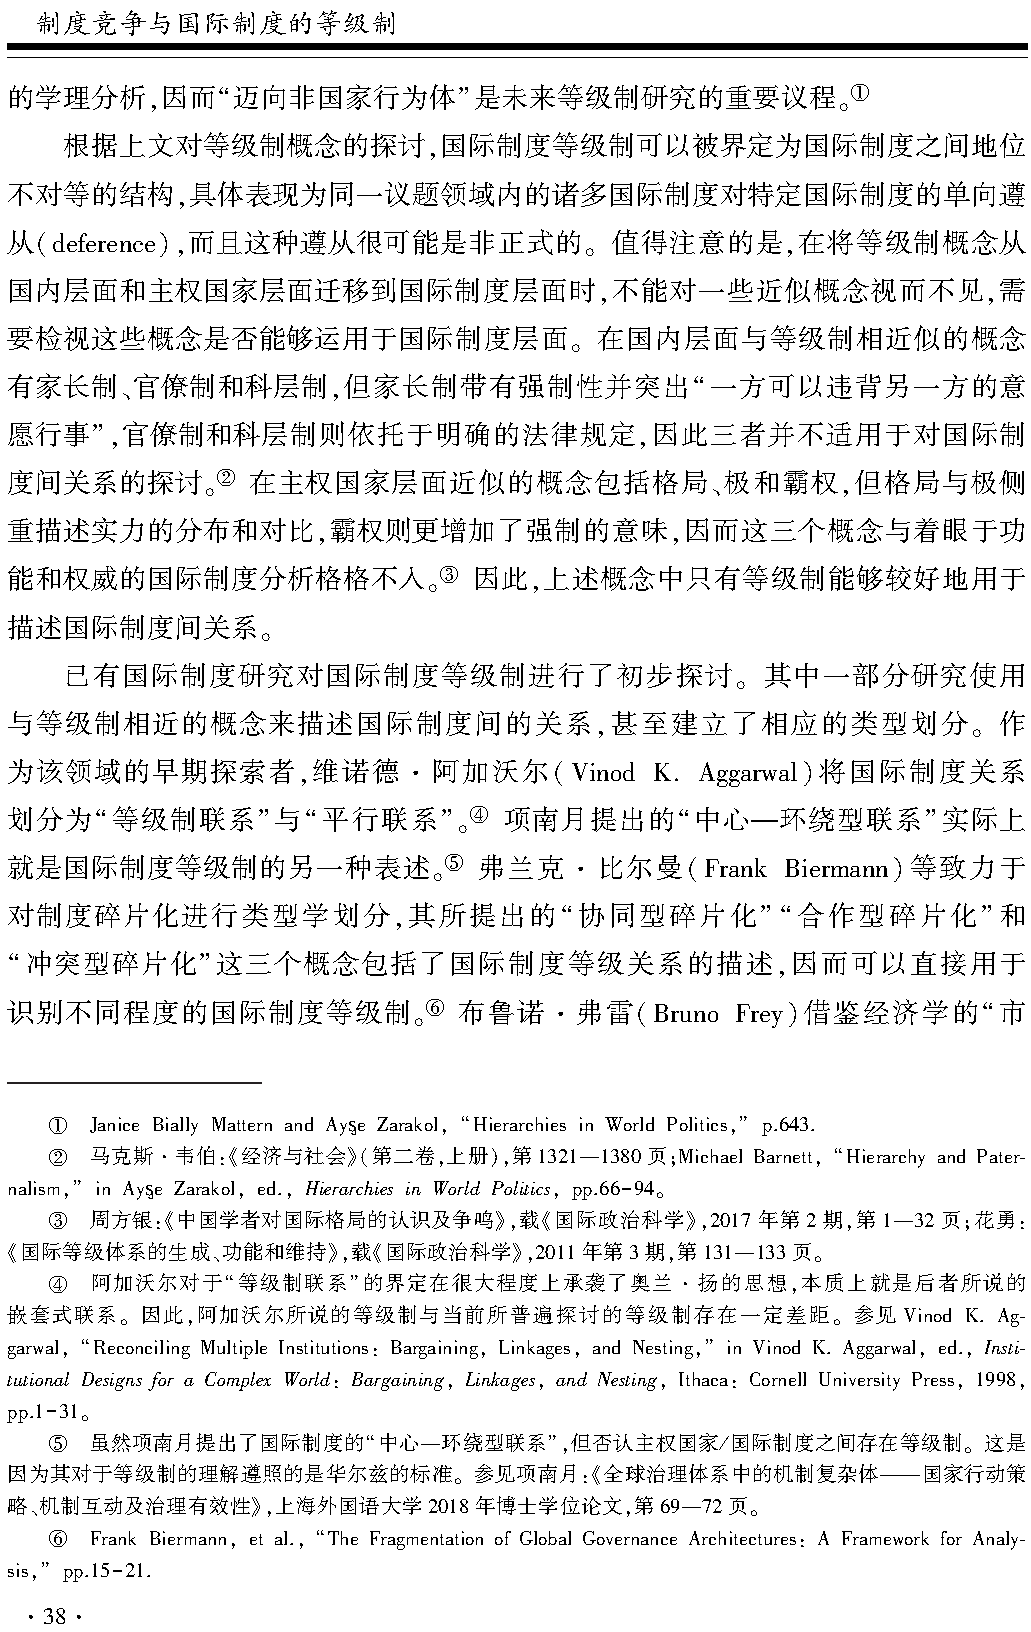 制度竞争与国际制度的等级制
的学理分析,因而“迈向非国家行为体”是未来等级制研究的重要议程。①
根据上文对等级制概念的探讨,国际制度等级制可以被界定为国际制度之间地位
不对等的结构,具体表现为同一议题领域内的诸多国际制度对特定国际制度的单向遵
从(deference),而且这种遵从很可能是非正式的。值得注意的是,在将等级制概念从
国内层面和主权国家层面迁移到国际制度层面时,不能对一些近似概念视而不见,需
要检视这些概念是否能够运用于国际制度层面。在国内层面与等级制相近似的概念
有家长制、官僚制和科层制,但家长制带有强制性并突出“一方可以违背另一方的意
愿行事”,官僚制和科层制则依托于明确的法律规定,因此三者并不适用于对国际制
度间关系的探讨。② 在主权国家层面近似的概念包括格局、极和霸权,但格局与极侧
重描述实力的分布和对比,霸权则更增加了强制的意味,因而这三个概念与着眼于功
能和权威的国际制度分析格格不入。③ 因此,上述概念中只有等级制能够较好地用于
描述国际制度间关系。
已有国际制度研究对国际制度等级制进行了初步探讨。其中一部分研究使用
与等级制相近的概念来描述国际制度间的关系,甚至建立了相应的类型划分。作
为该领域的早期探索者,维诺德·阿加沃尔(Vinod K. Aggarwal)将国际制度关系
划分为“等级制联系”与“平行联系”。④ 项南月提出的“中心—环绕型联系”实际上
就是国际制度等级制的另一种表述。⑤ 弗兰克·比尔曼(Frank Biermann)等致力于
对制度碎片化进行类型学划分,其所提出的“协同型碎片化”“合作型碎片化”和
“冲突型碎片化”这三个概念包括了国际制度等级关系的描述,因而可以直接用于
识别不同程度的国际制度等级制。⑥ 布鲁诺·弗雷(Bruno Frey)借鉴经济学的“市
① Janice Bially Mattern and Ayşe Zarakol, “Hierarchies in World Politics,” p.643.
② 马克斯·韦伯:《经济与社会》(第二卷,上册),第1321—1380页;Michael Barnett, “Hierarchy and Pater-
nalism,” in Ayşe Zarakol, ed., Hierarchies in World Politics, pp.66-94。
③ 周方银:《中国学者对国际格局的认识及争鸣》,载《国际政治科学》,2017年第2期,第1—32页;花勇:
《国际等级体系的生成、功能和维持》,载《国际政治科学》,2011年第3期,第131—133页。
④ 阿加沃尔对于“等级制联系”的界定在很大程度上承袭了奥兰·扬的思想,本质上就是后者所说的
嵌套式联系。因此,阿加沃尔所说的等级制与当前所普遍探讨的等级制存在一定差距。参见 Vinod K. Ag-
garwal, “Reconciling Multiple Institutions: Bargaining, Linkages, and Nesting,” in Vinod K. Aggarwal, ed., Insti-
tutional Designs for a Complex World: Bargaining, Linkages, and Nesting, Ithaca: Cornell University Press, 1998,
pp.1-31。
⑤ 虽然项南月提出了国际制度的“中心—环绕型联系”,但否认主权国家/国际制度之间存在等级制。这是
因为其对于等级制的理解遵照的是华尔兹的标准。参见项南月:《全球治理体系中的机制复杂体——国家行动策
略、机制互动及治理有效性》,上海外国语大学2018年博士学位论文,第69—72页。
⑥ Frank Biermann, et al., “The Fragmentation of Global Governance Architectures: A Framework for Analy-
sis,” pp.15-21.
·38·